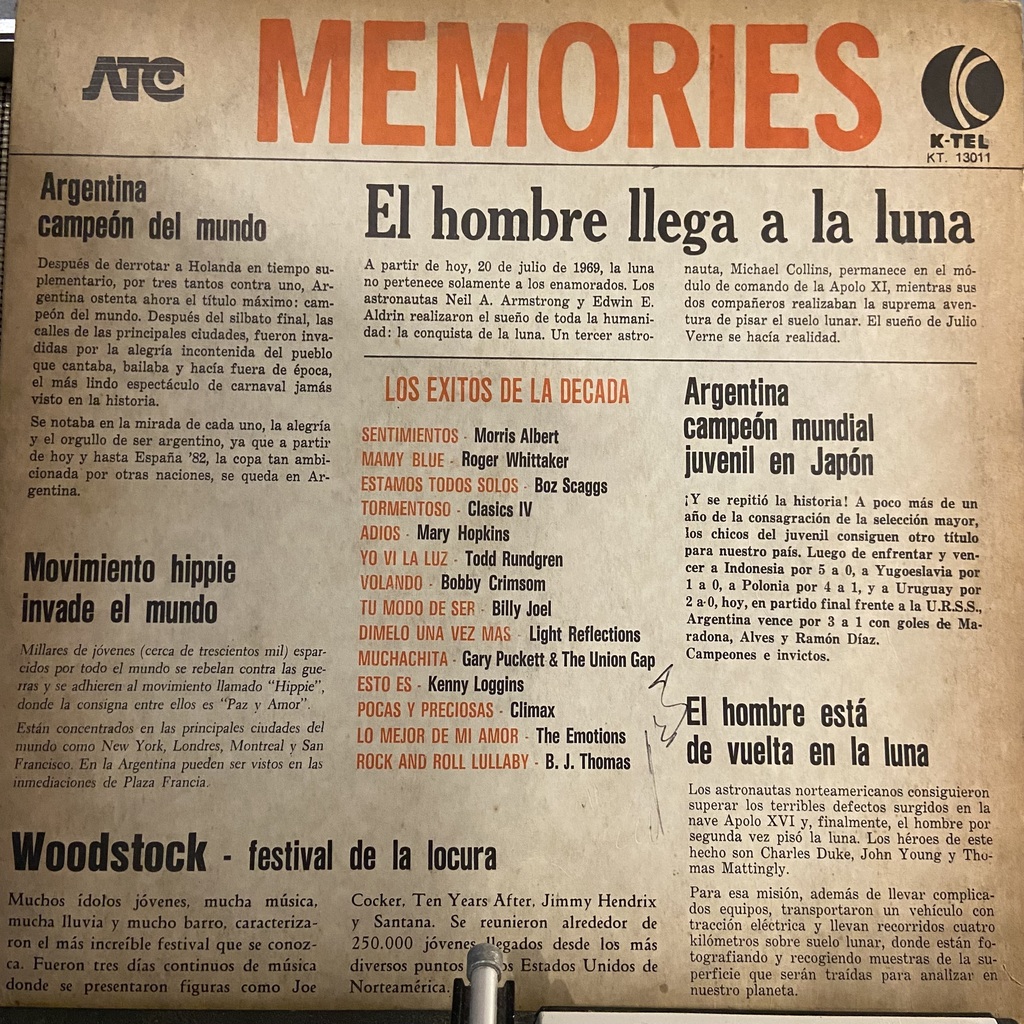 ATC
MEMORIES
K-TEL
KT. 13011
Argentina
campeón del mundo
Después de derrotar a Holanda en tiempo su-
plementario, por tres tantos contra uno, Ar-
gentina ostenta ahora el título máximo: cam-
peón del mundo. Después del silbato final, las
calles de las principales ciudades, fueron inva-
didas por la alegría incontenida del pueblo
que cantaba, bailaba y hacía fuera de época,
el más lindo espectáculo de carnaval jamás
visto en la historia.
Se notaba en la mirada de cada uno, la alegría
y el orgullo de ser argentino, ya que a partir
de hoy y hasta España '82, la copa tan ambi-
cionada por otras naciones, se queda en Ar-
gentina.
Movimiento hippie
invade el mundo
Millares de jóvenes (cerca de trescientos mil) espar-
cidos por todo el mundo se rebelan contra las gue-
rras y se adhieren al movimiento llamado "Hippie",
donde la consigna entre ellos es "Paz y Amor".
Están concentrados en las principales ciudades del
mundo como New York, Londres, Montreal y San
Francisco. En la Argentina pueden ser vistos en las
inmediaciones de Plaza Francia.
El hombre llega a la luna
A partir de hoy, 20 de julio de 1969, la luna
no pertenece solamente a los enamorados. Los
astronautas Neil A. Armstrong y Edwin E.
Aldrin realizaron el sueño de toda la humani-
dad: la conquista de la luna. Un tercer astro-
nauta, Michael Collins, permanece en el mó-
dulo de comando de la Apolo XI, mientras sus
dos compañeros realizaban la suprema aven-
tura de pisar el suelo lunar. El sueño de Julio
Verne se hacía realidad.
LOS EXITOS DE LA DECADA
SENTIMIENTOS - Morris Albert
MAMY BLUE - Roger Whittaker
ESTAMOS TODOS SOLOS - Boz Scaggs
TORMENTOSO - Clasics IV
ADIOS - Mary Hopkins
YO VI LA LUZ - Todd Rundgren
VOLANDO - Bobby Crimsom
TU MODO DE SER - Billy Joel
DIMELO UNA VEZ MAS - Light Reflections
MUCHACHITA - Gary Puckett & The Union Gap
ESTO ES - Kenny Loggins
POCAS Y PRECIOSAS - Climax
LO MEJOR DE MI AMOR - The Emotions
ROCK AND ROLL LULLABY - B. J. Thomas
Argentina
campeón mundial
juvenil en Japón
¡Y se repitió la historia! A poco más de un
año de la consagración de la selección mayor,
los chicos del juvenil consiguen otro título
para nuestro país. Luego de enfrentar y ven-
cer a Indonesia por 5 a 0, a Yugoeslavia por
1 a 0, a Polonia por 4 a 1, y a Uruguay por
2 a 0, hoy, en partido final frente a la U.R.S.S.,
Argentina vence por 3 a 1 con goles de Ma-
radona, Alves y Ramón Díaz.
Campeones e invictos.
El hombre está
de vuelta en la luna
Los astronautas norteamericanos consiguieron
superar los terribles defectos surgidos en la
nave Apolo XVI y, finalmente, el hombre por
segunda vez pisó la luna. Los héroes de este
hecho son Charles Duke, John Young y Tho-
mas Mattingly.
Para esa misión, además de llevar complica-
dos equipos, transportaron un vehículo con
tracción eléctrica y llevan recorridos cuatro
kilómetros sobre suelo lunar, donde están fo-
tografiando y recogiendo muestras de la su-
perficie que serán traídas para analizar en
nuestro planeta.
Woodstock - festival de la locura
Muchos ídolos jóvenes, mucha música,
mucha lluvia y mucho barro, caracteriza-
ron el más increíble festival que se conoz-
ca. Fueron tres días continuos de música
donde se presentaron figuras como Joe
Cocker, Ten Years After, Jimmy Hendrix
y Santana. Se reunieron alrededor de
250.000 jóvenes llegados desde los más
diversos puntos Estados Unidos de
Norteamérica.